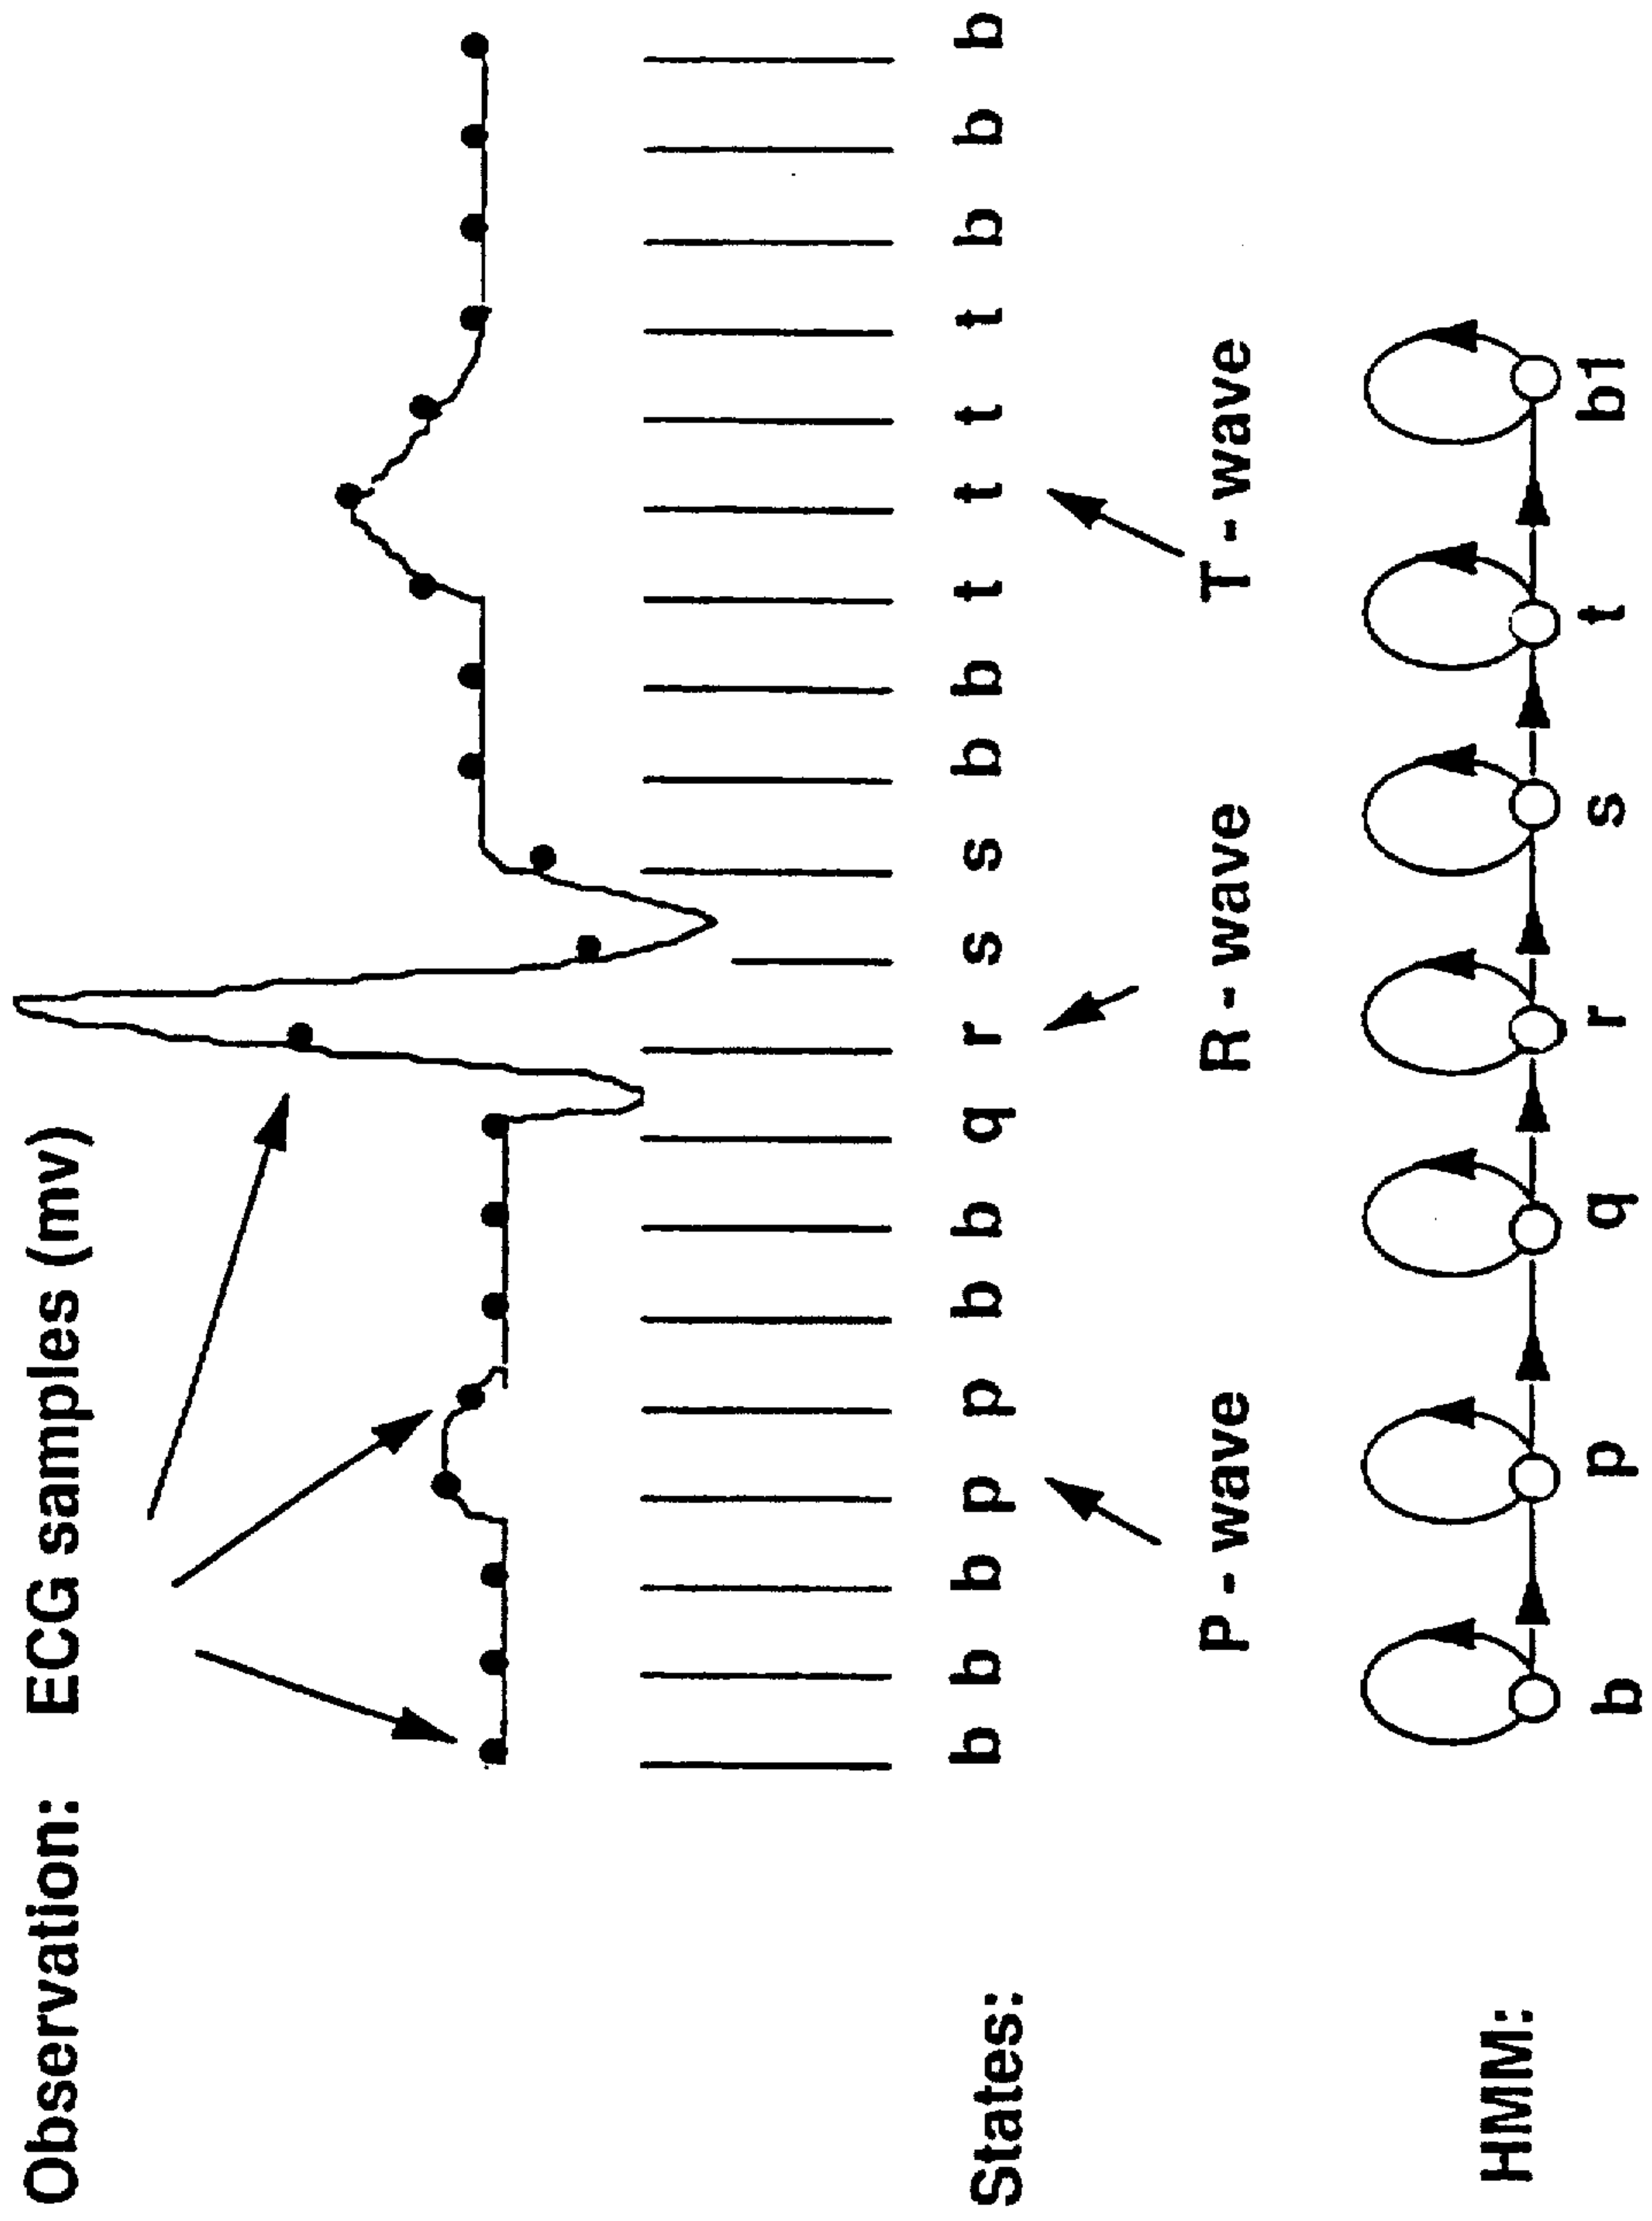 Observation: ECG samples (mv)
States: b b b p p b b q r s s b b t t t t b b b
P - wave R - wave T - wave
HMM:
b p q r s t b1